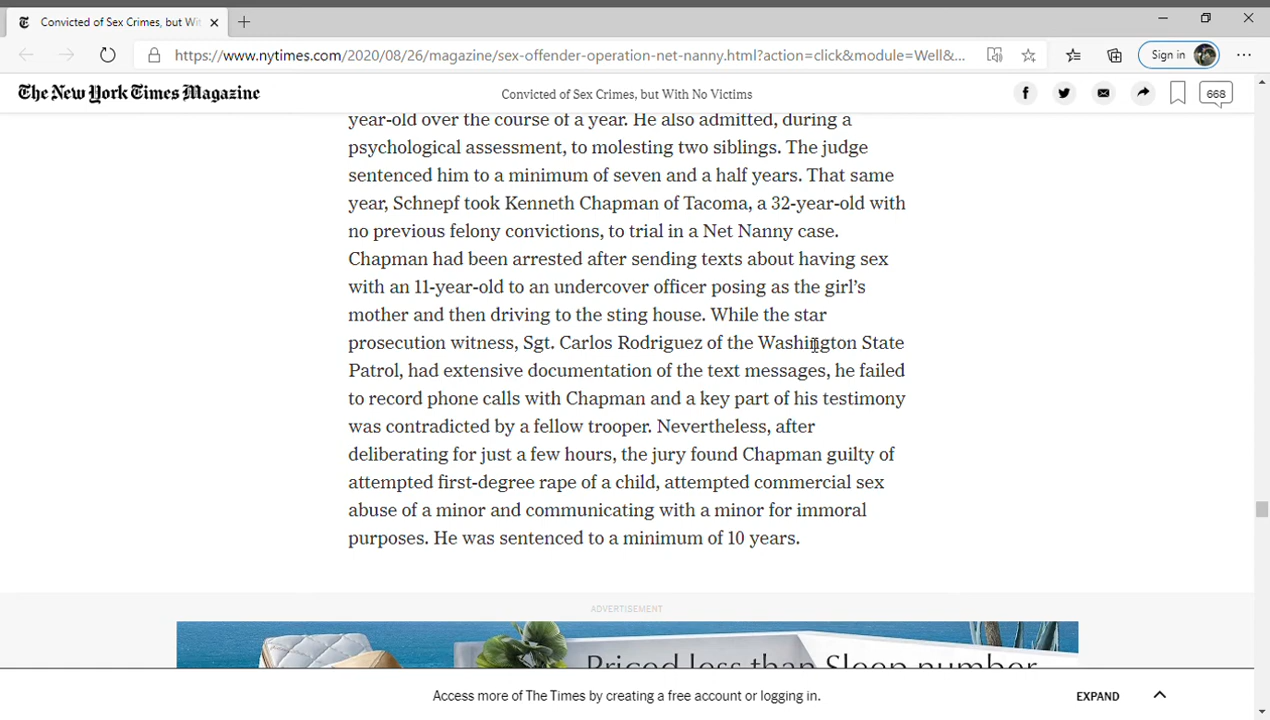 Convicted of Sex Crimes, but Wit
https://www.nytimes.com/2020/08/26/magazine/sex-offender-operation-net-nanny.html?action=click&module=Well&...
Sign in
The New York Times Magazine
Convicted of Sex Crimes, but With No Victims
668
year-old over the course of a year. He also admitted, during a
psychological assessment, to molesting two siblings. The judge
sentenced him to a minimum of seven and a half years. That same
year, Schnepf took Kenneth Chapman of Tacoma, a 32-year-old with
no previous felony convictions, to trial in a Net Nanny case.
Chapman had been arrested after sending texts about having sex
with an 11-year-old to an undercover officer posing as the girl’s
mother and then driving to the sting house. While the star
prosecution witness, Sgt. Carlos Rodriguez of the Washington State
Patrol, had extensive documentation of the text messages, he failed
to record phone calls with Chapman and a key part of his testimony
was contradicted by a fellow trooper. Nevertheless, after
deliberating for just a few hours, the jury found Chapman guilty of
attempted first-degree rape of a child, attempted commercial sex
abuse of a minor and communicating with a minor for immoral
purposes. He was sentenced to a minimum of 10 years.
ADVERTISEMENT
Priced less than Sleep number
Access more of The Times by creating a free account or logging in.
EXPAND